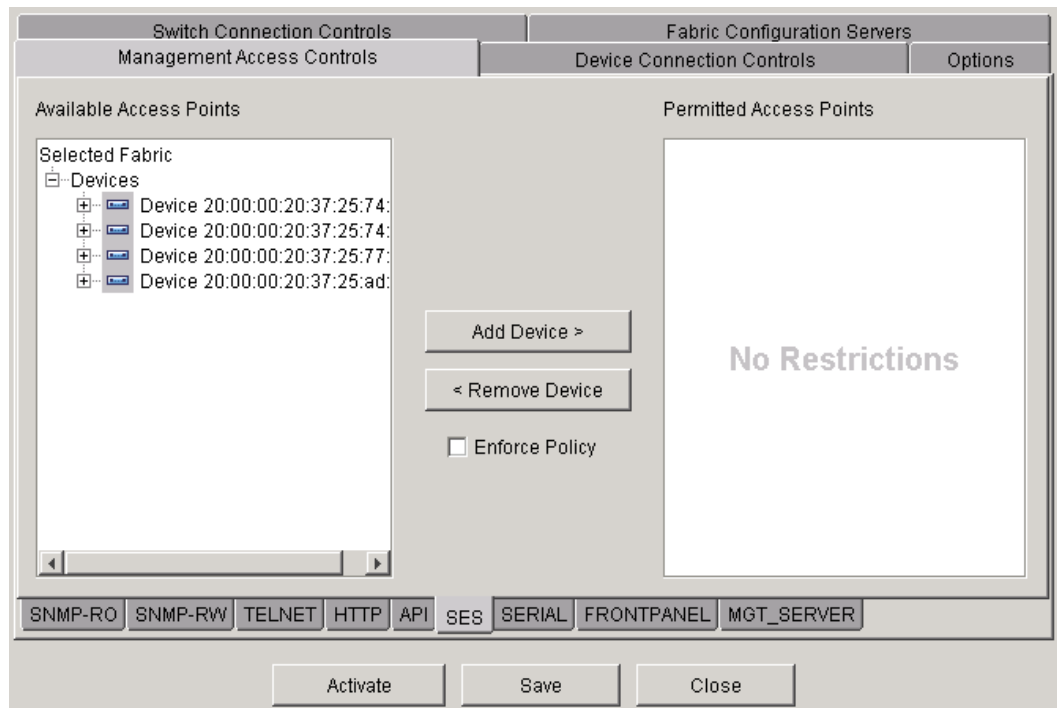 Switch Connection Controls
Fabric Configuration Servers
Management Access Controls
Device Connection Controls
Options
Available Access Points
Permitted Access Points
Selected Fabric
Devices
Device 20:00:00:20:37:25:74:
Device 20:00:00:20:37:25:74:
Device 20:00:00:20:37:25:77:
Device 20:00:00:20:37:25:ad:
Add Device >
< Remove Device
Enforce Policy
No Restrictions
SNMP-RO
SNMP-RW
TELNET
HTTP
API
SES
SERIAL
FRONTPANEL
MGT_SERVER
Activate
Save
Close